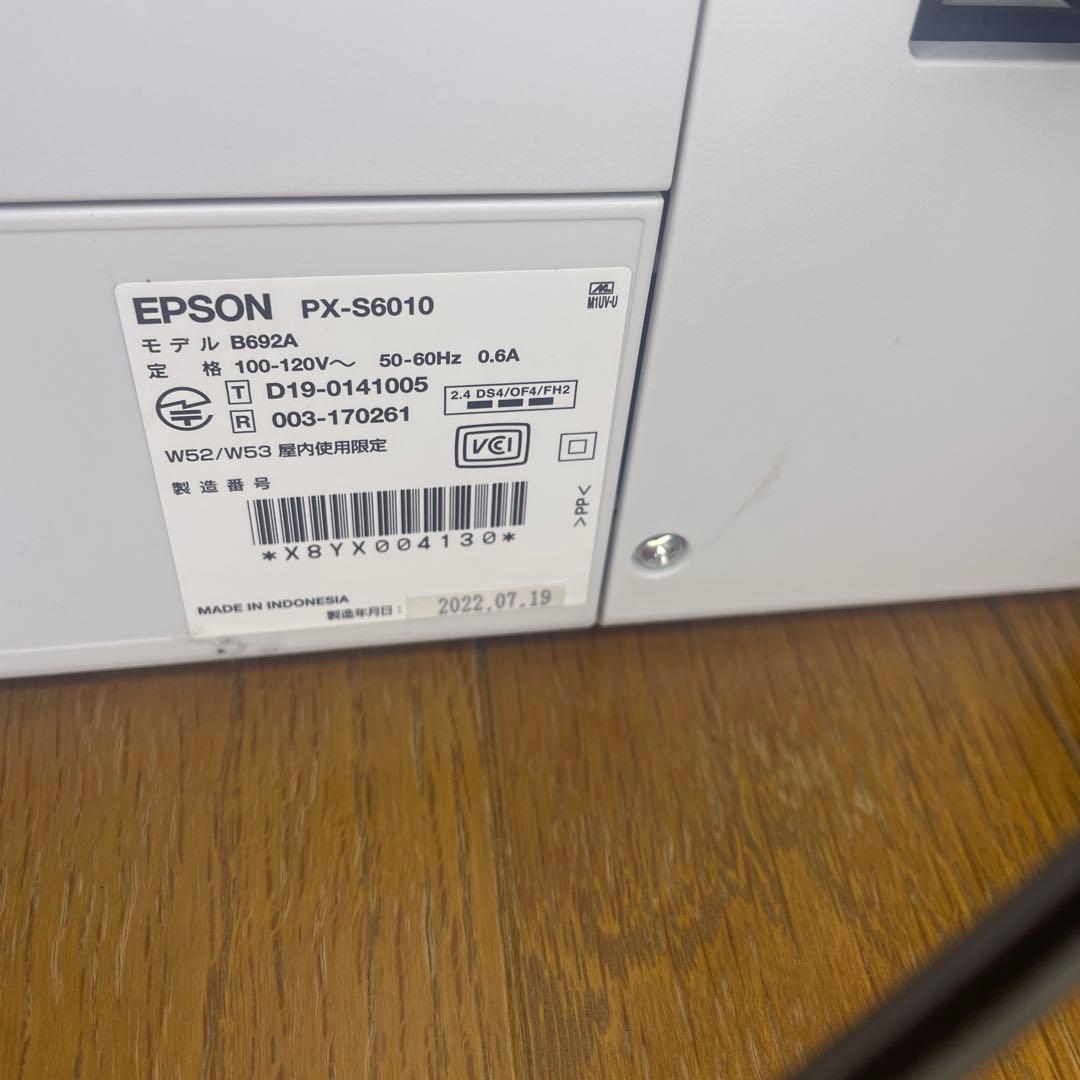 EPSON PX-S6010
M1UV-U
モデル B692A
定 格 100-120V〜 50-60Hz 0.6A
T D19-0141005
R 003-170261
2.4 DS4/OF4/FH2
W52/W53 屋内使用限定
VCI
製造番号
*X8YX004130*
>PP<
MADE IN INDONESIA
製造年月日: 2022.07.19